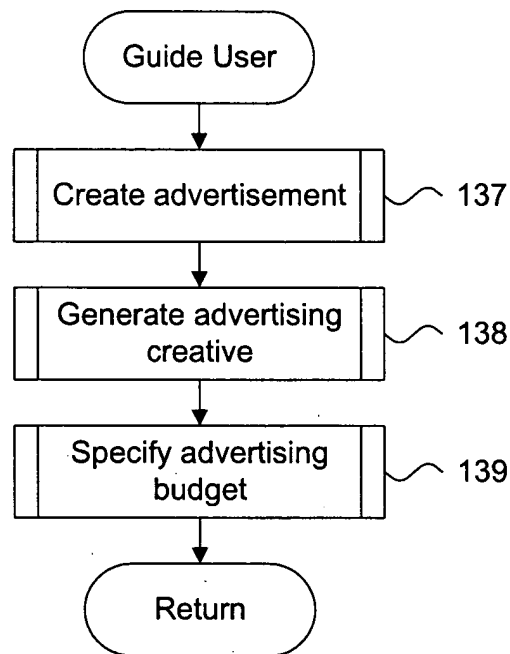 Guide User
Create advertisement
137
Generate advertising
creative
138
Specify advertising
budget
139
Return